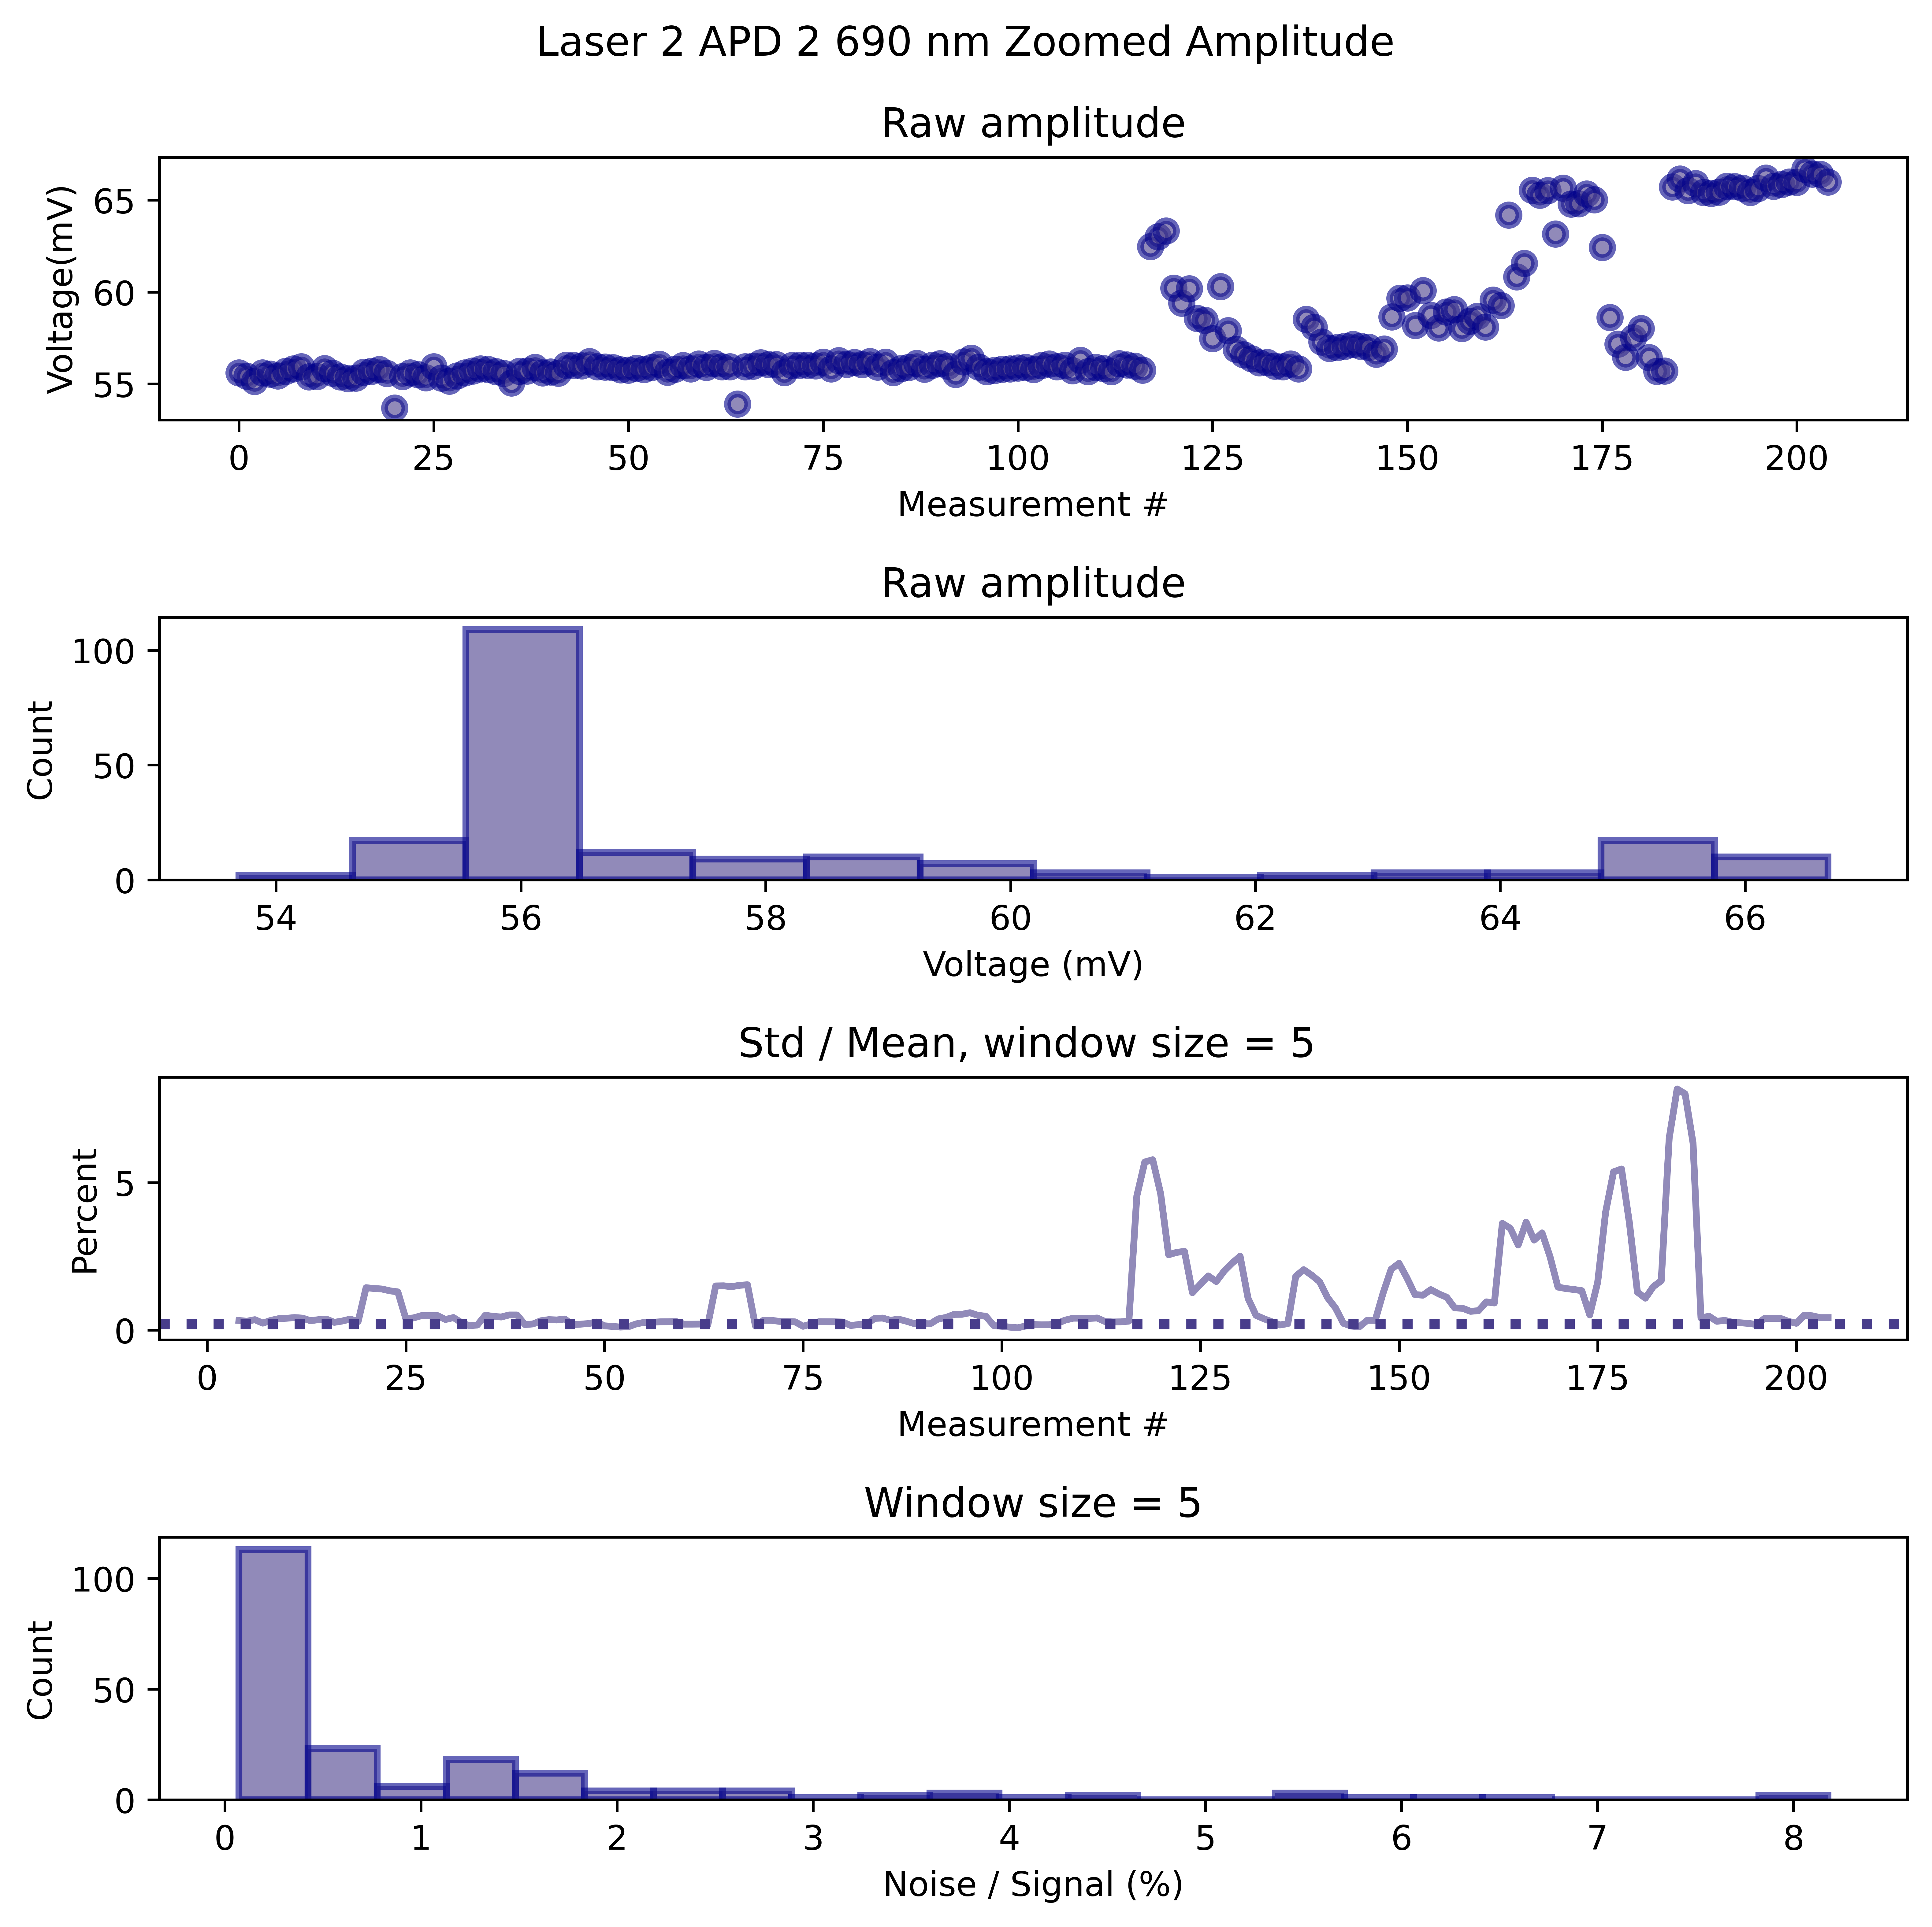 Laser 2 APD 2 690 nm Zoomed Amplitude
Raw amplitude
Voltage(mV)
65
60
55
0 25 50 75 100 125 150 175 200
Measurement #
Raw amplitude
Count
100
50
0
54 56 58 60 62 64 66
Voltage (mV)
Std / Mean, window size = 5
Percent
5
0
0 25 50 75 100 125 150 175 200
Measurement #
Window size = 5
Count
100
50
0
0 1 2 3 4 5 6 7 8
Noise / Signal (%)